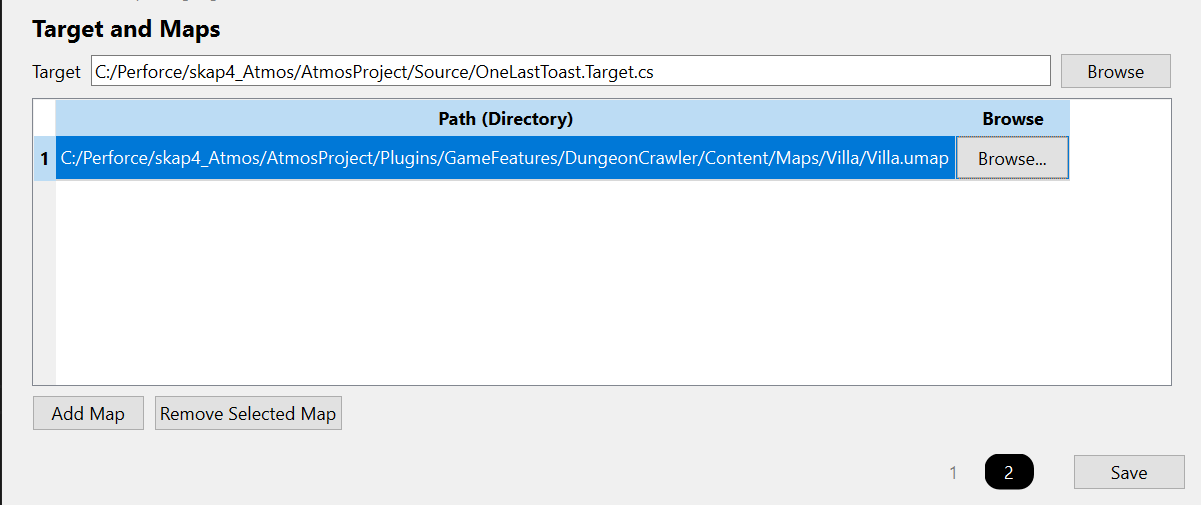 Target and Maps
Target C:/Perforce/skap4_Atmos/AtmosProject/Source/OneLastToast.Target.cs Browse
Path (Directory) Browse
1 C:/Perforce/skap4_Atmos/AtmosProject/Plugins/GameFeatures/DungeonCrawler/Content/Maps/Villa/Villa.umap Browse...
Add Map Remove Selected Map
1 2 Save